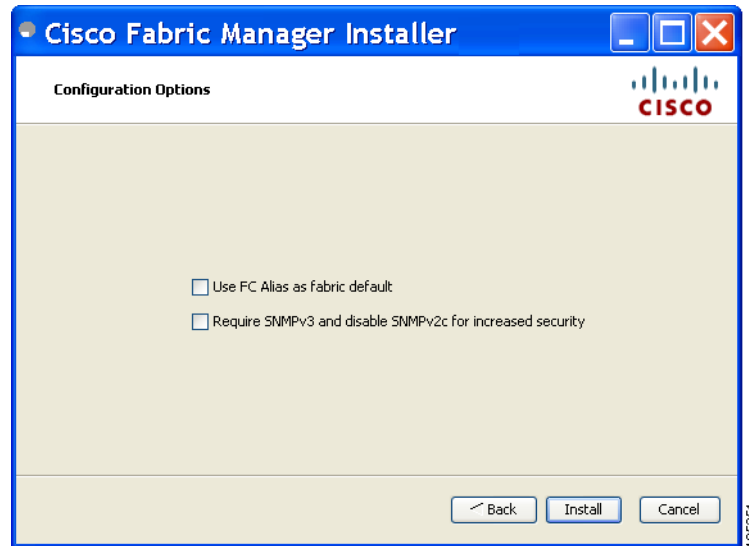 Cisco Fabric Manager Installer
Configuration Options
CISCO
Use FC Alias as fabric default
Require SNMPv3 and disable SNMPv2c for increased security
Back
Install
Cancel